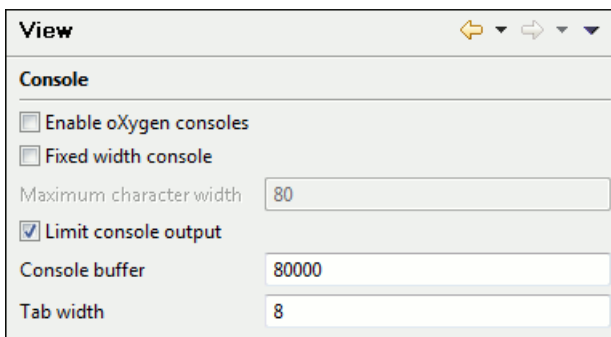 View
Console
Enable oXygen consoles
Fixed width console
Maximum character width 80
Limit console output
Console buffer 80000
Tab width 8